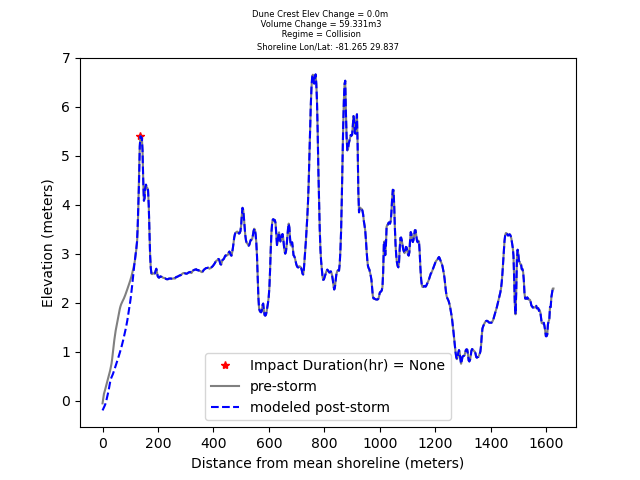 Dune Crest Elev Change = 0.0m
Volume Change = 59.331m3
Regime = Collision
Shoreline Lon/Lat: -81.265 29.837
7
6
5
4
3
2
1
0
Elevation (meters)
Impact Duration(hr) = None
pre-storm
modeled post-storm
0 200 400 600 800 1000 1200 1400 1600
Distance from mean shoreline (meters)